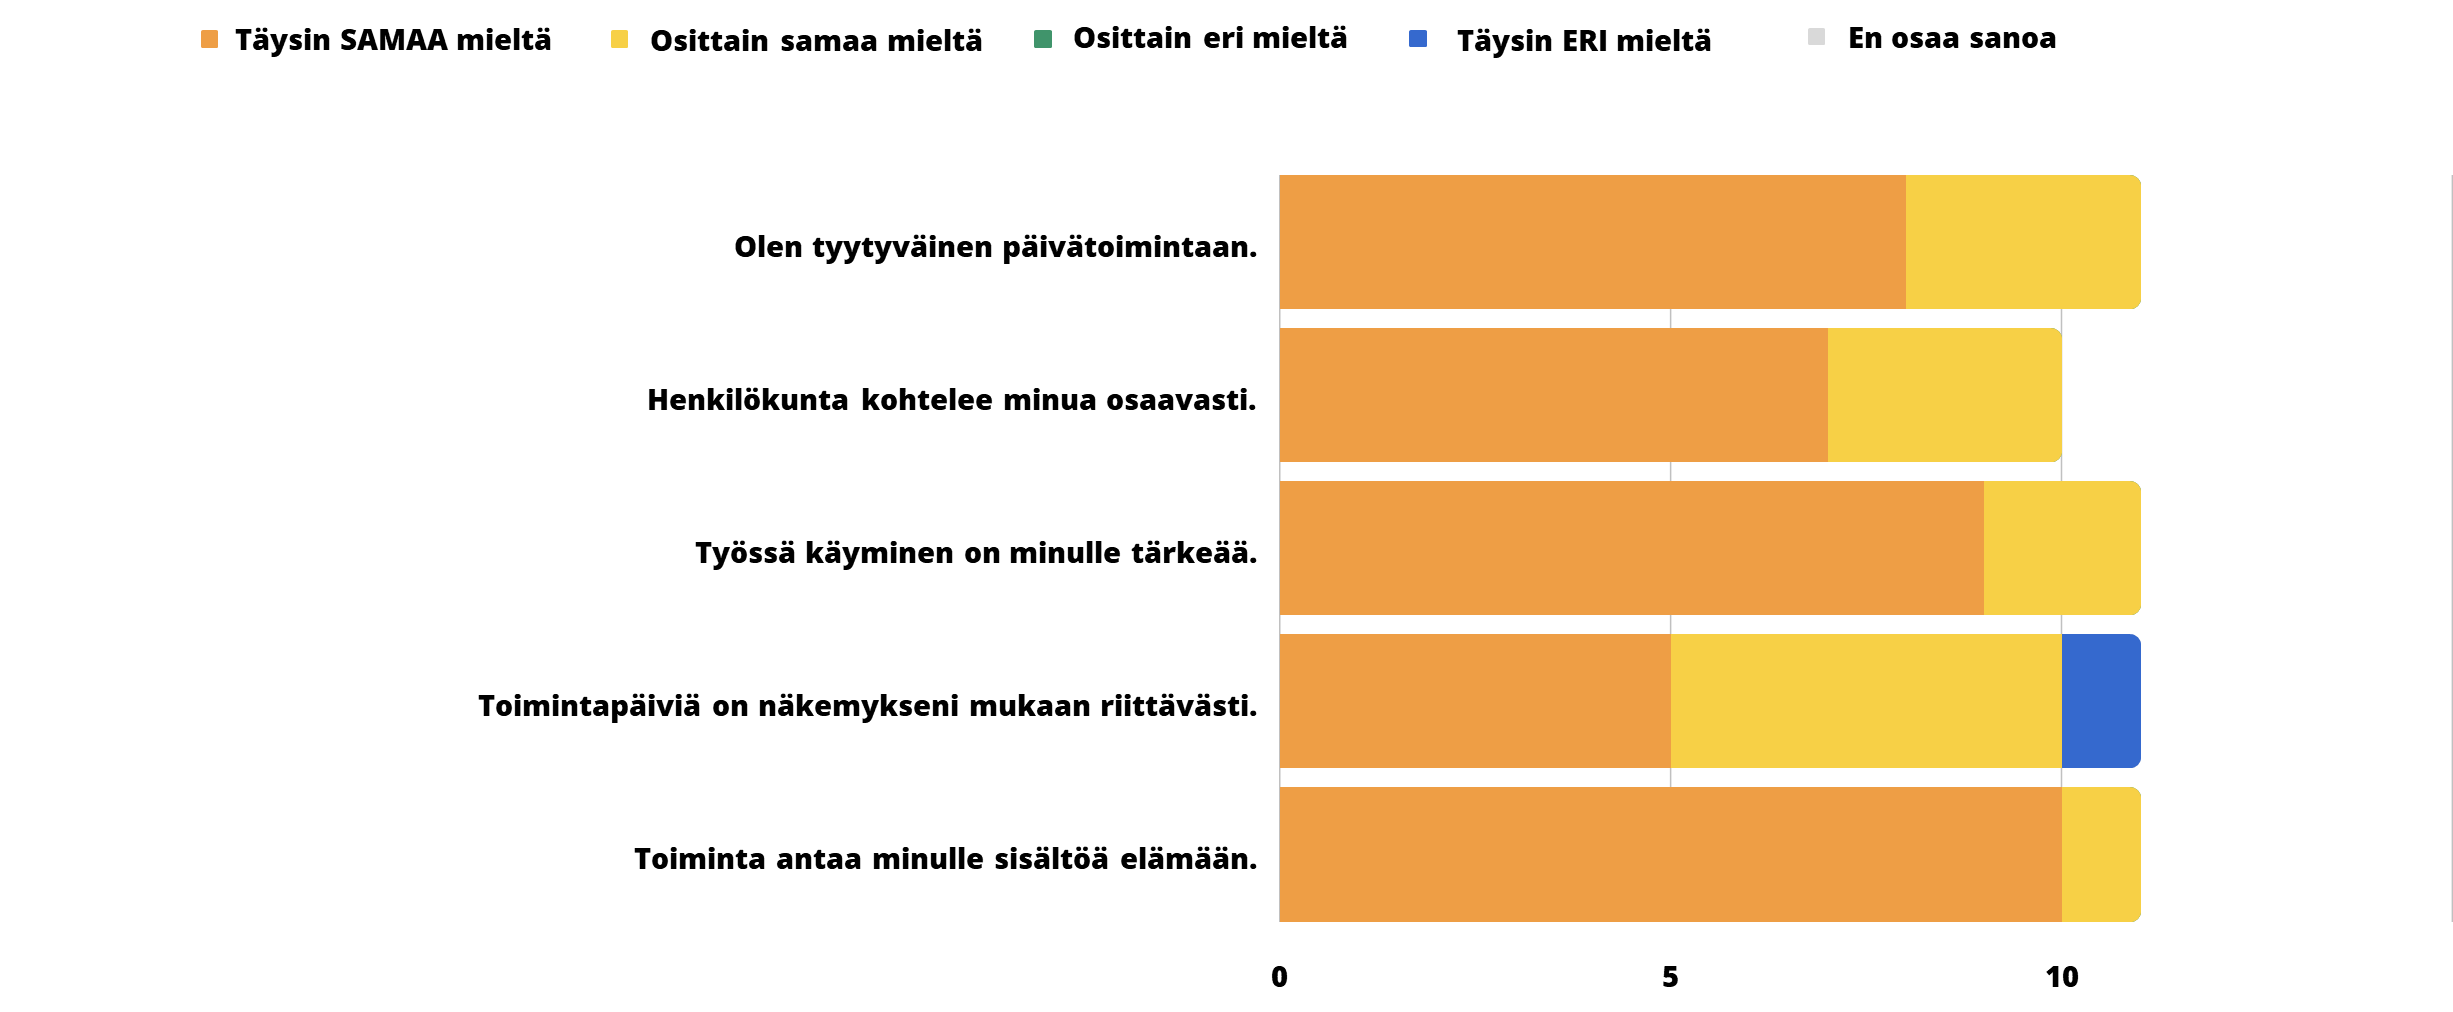 Täysin SAMAA mieltä
Osittain samaa mieltä
Osittain eri mieltä
Täysin ERI mieltä
En osaa sanoa
Olen tyytyväinen päivätoimintaan.
Henkilökunta kohtelee minua osaavasti.
Työssä käyminen on minulle tärkeää.
Toimintapäiviä on näkemykseni mukaan riittävästi.
Toiminta antaa minulle sisältöä elämään.
0 5 10